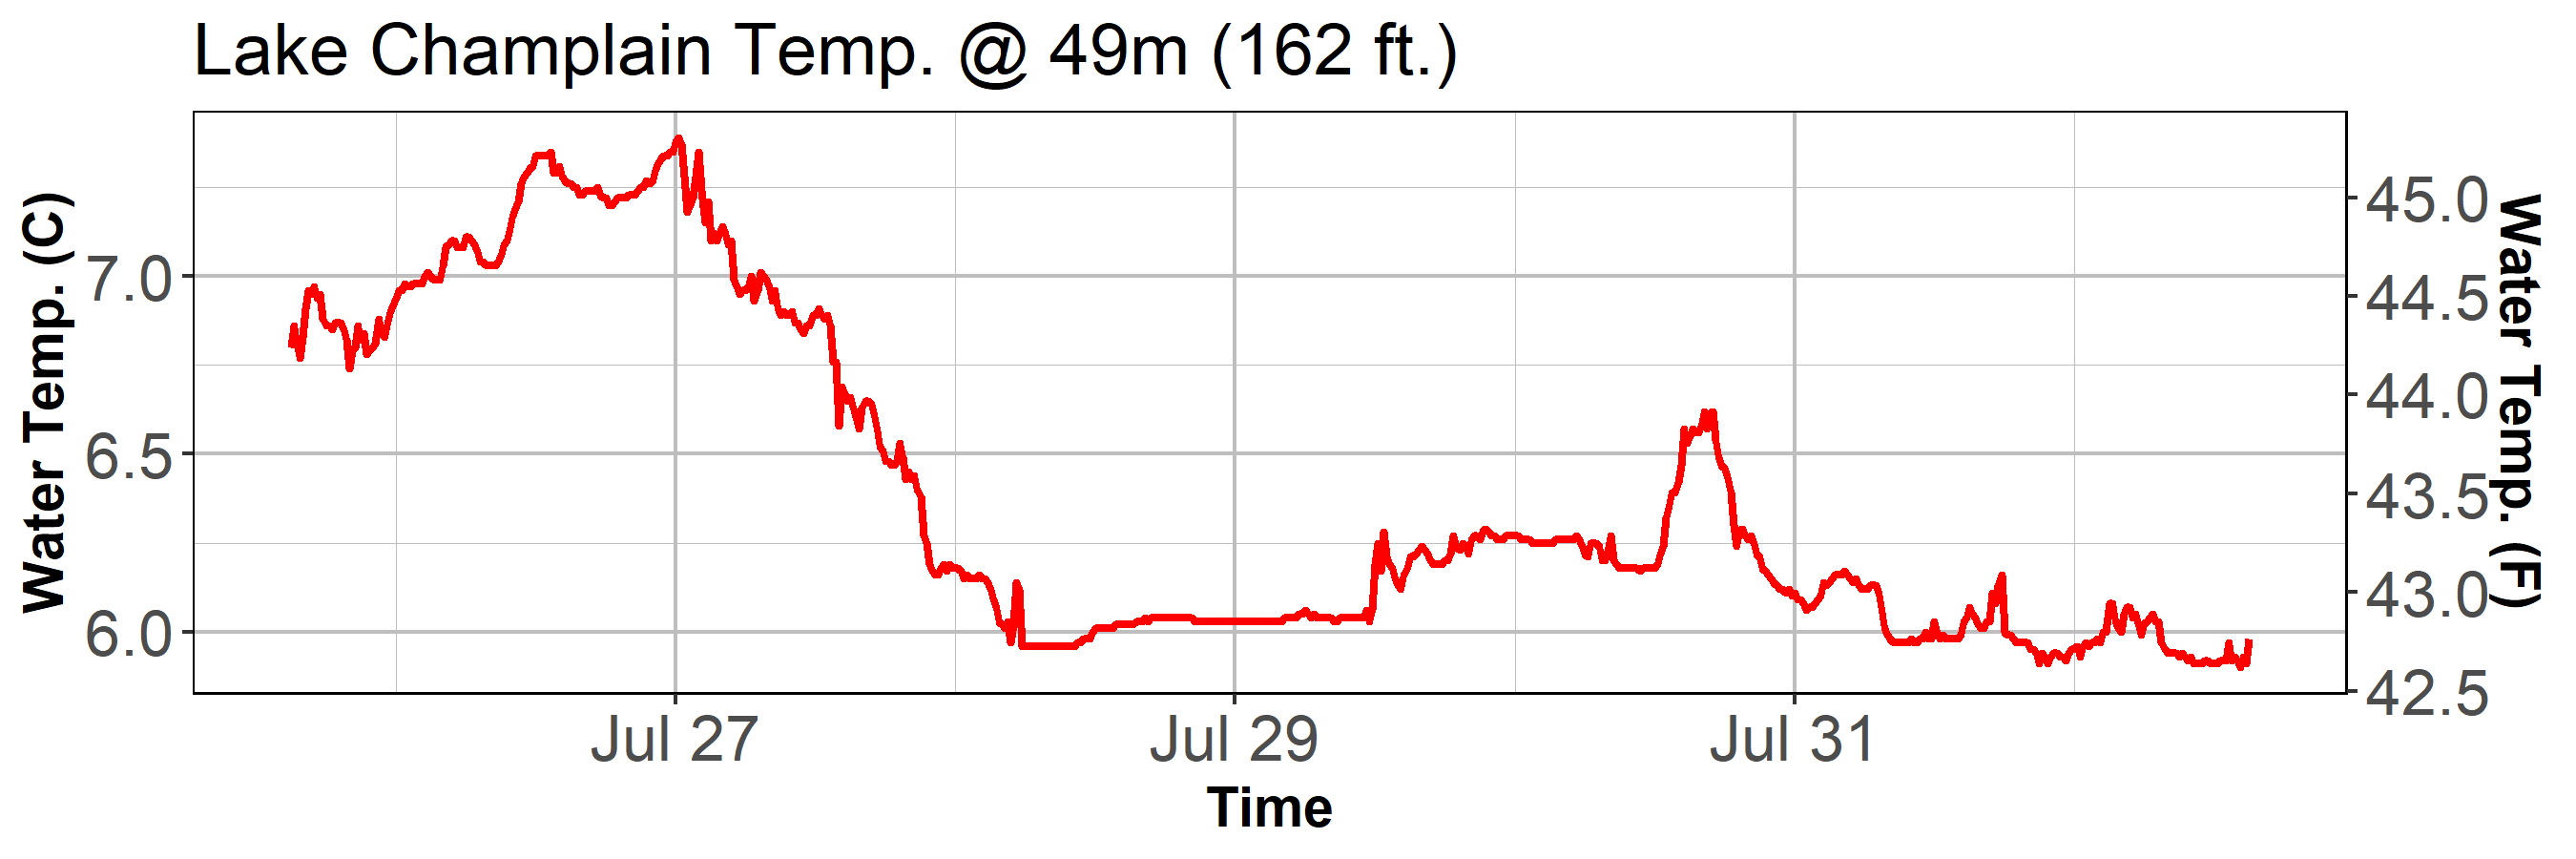 Lake Champlain Temp. @ 49m (162 ft.)
Water Temp. (C)
7.0
6.5
6.0
45.0
44.5
44.0
43.5
43.0
42.5
Water Temp. (F)
Jul 27 Jul 29 Jul 31
Time